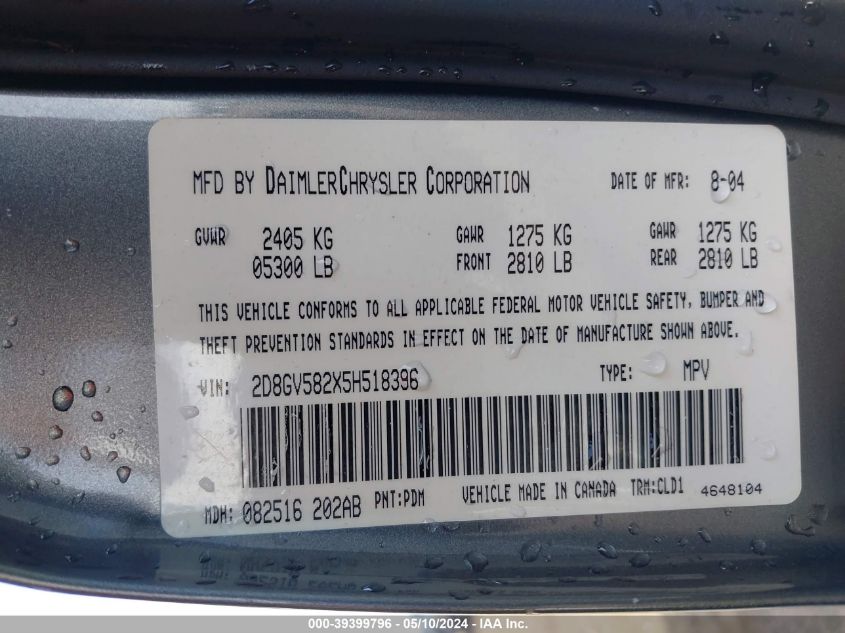 MFD BY DAIMLERCHRYSLER CORPORATION DATE OF MFR: 8-04
GVWR 2405 KG GAWR 1275 KG GAWR 1275 KG
05300 LB FRONT 2810 LB REAR 2810 LB
THIS VEHICLE CONFORMS TO ALL APPLICABLE FEDERAL MOTOR VEHICLE SAFETY, BUMPER AND
THEFT PREVENTION STANDARDS IN EFFECT ON THE DATE OF MANUFACTURE SHOWN ABOVE.
VIN: 2D8GV582X5H518396 TYPE: MPV
MDH: 082516 202AB PNT:PDM VEHICLE MADE IN CANADA TRM:CLD1 4648104
000-39399796 - 05/10/2024 - IAA Inc.